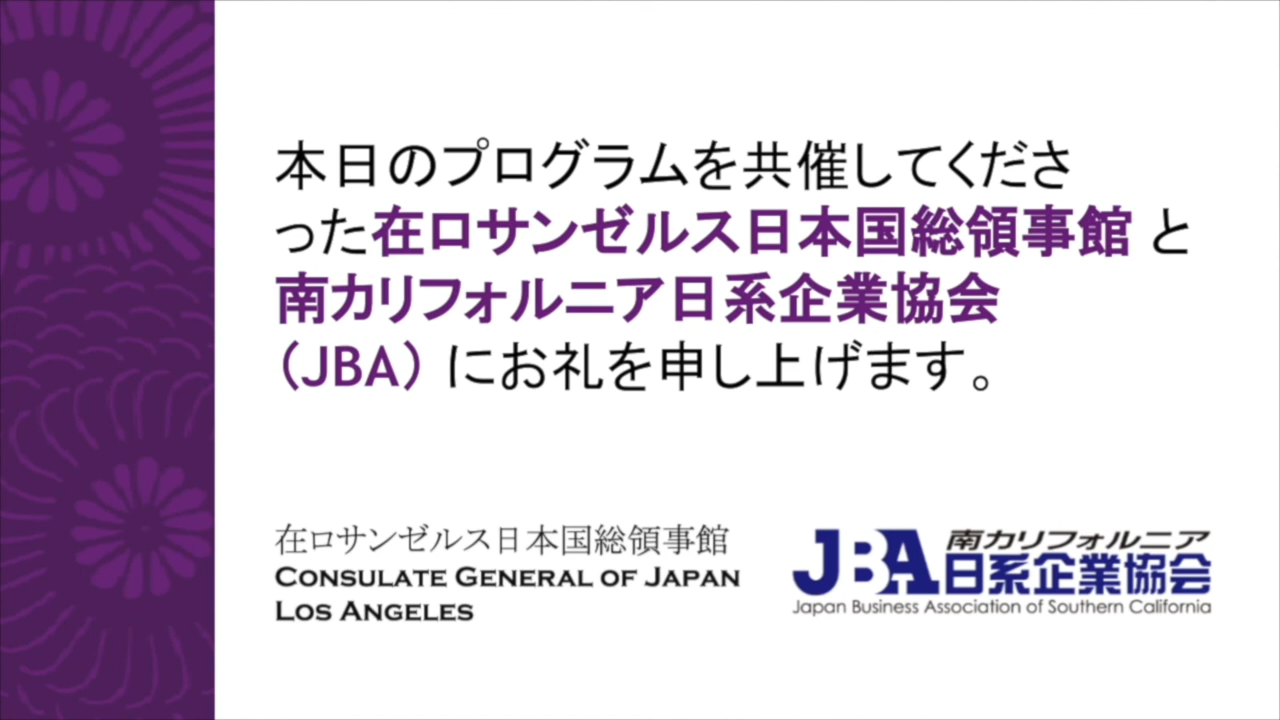 本日のプログラムを共催してくださ
った在ロサンゼルス日本国総領事館 と
南カリフォルニア日系企業協会
（JBA）にお礼を申し上げます。
在ロサンゼルス日本国総領事館
CONSULATE GENERAL OF JAPAN
LOS ANGELES
JBA 南カリフォルニア
日系企業協会
Japan Business Association of Southern California